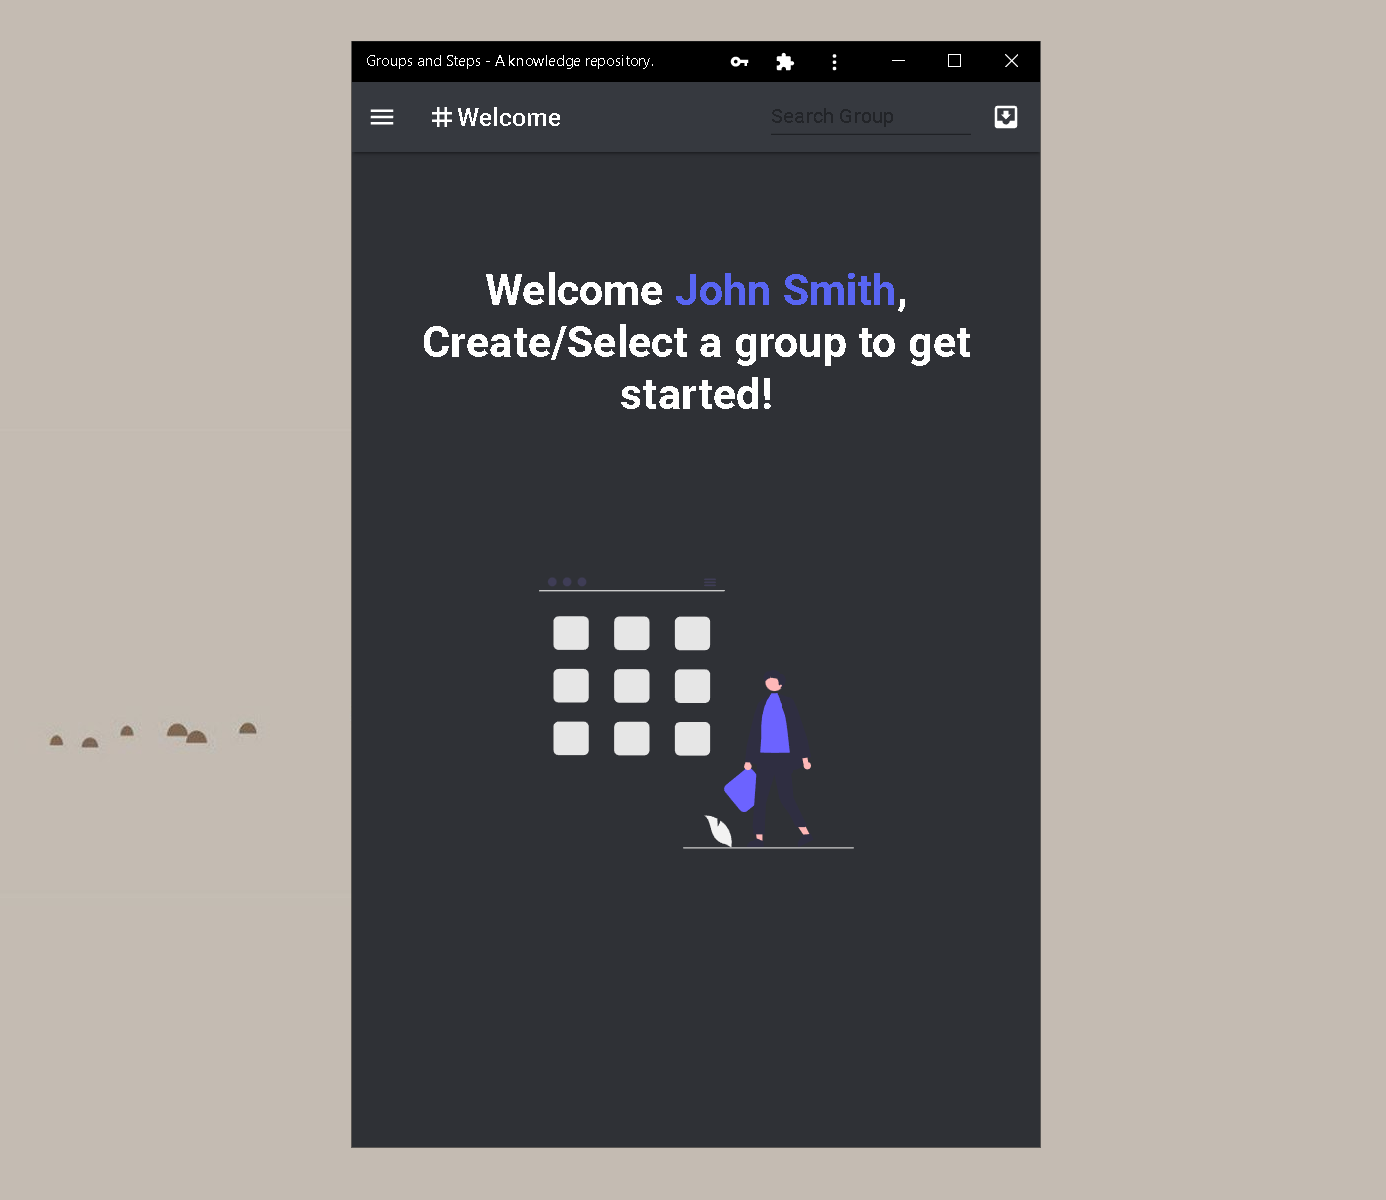 Groups and Steps - A knowledge repository.
# Welcome
Search Group
Welcome John Smith,
Create/Select a group to get
started!